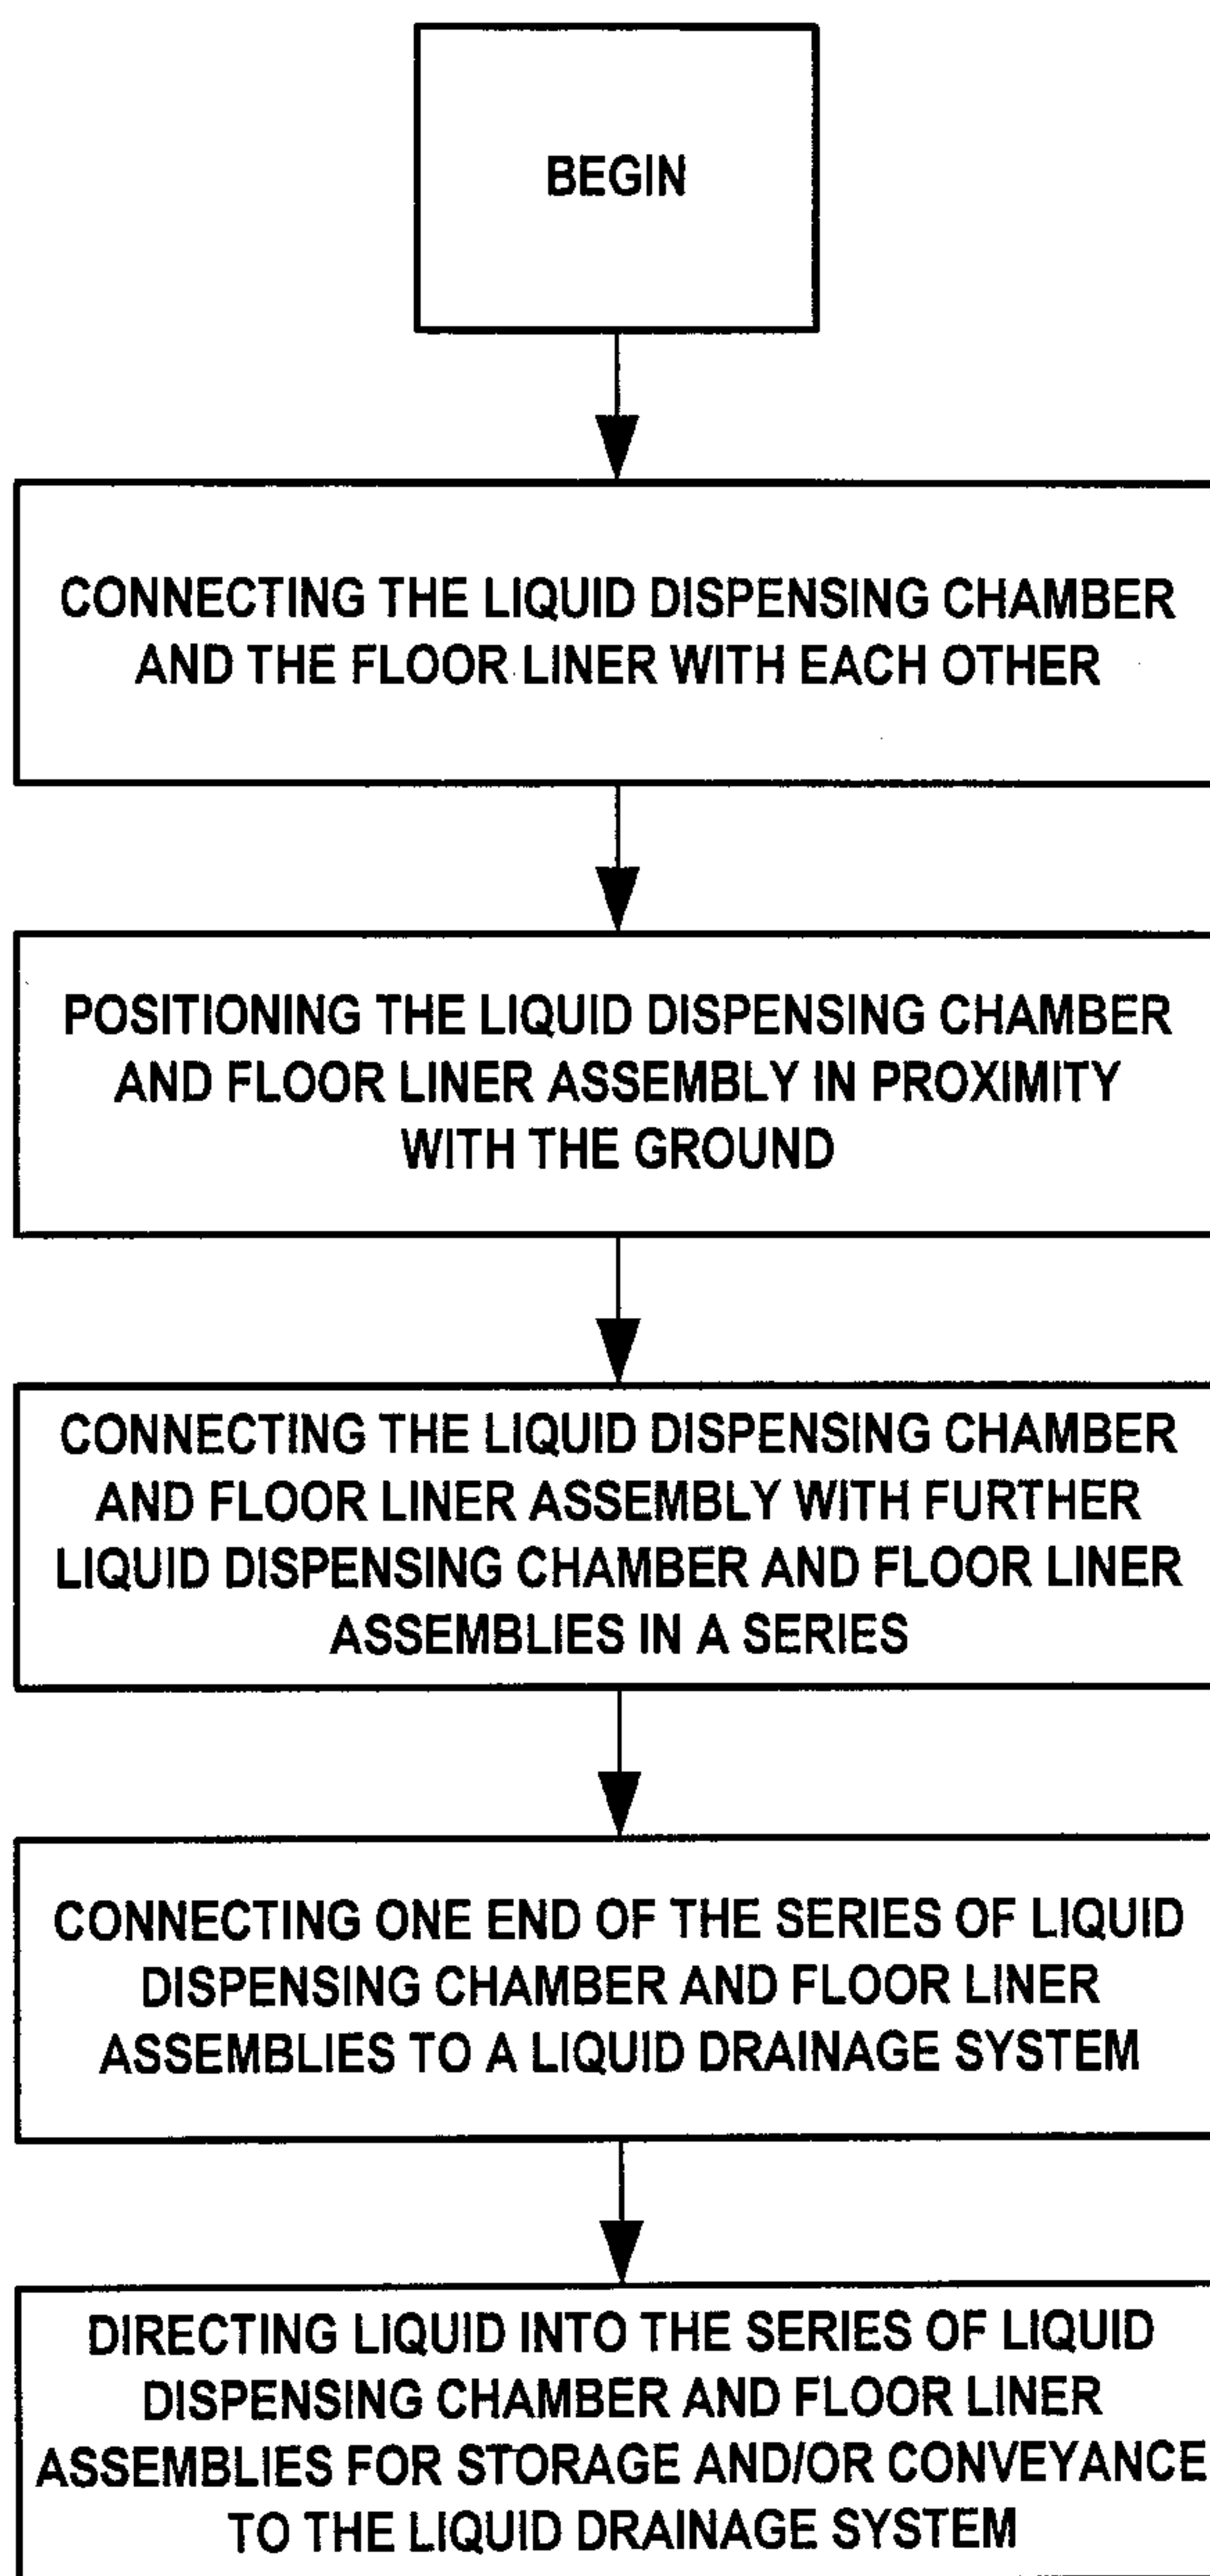 BEGIN
CONNECTING THE LIQUID DISPENSING CHAMBER
AND THE FLOOR LINER WITH EACH OTHER
POSITIONING THE LIQUID DISPENSING CHAMBER
AND FLOOR LINER ASSEMBLY IN PROXIMITY
WITH THE GROUND
CONNECTING THE LIQUID DISPENSING CHAMBER
AND FLOOR LINER ASSEMBLY WITH FURTHER
LIQUID DISPENSING CHAMBER AND FLOOR LINER
ASSEMBLIES IN A SERIES
CONNECTING ONE END OF THE SERIES OF LIQUID
DISPENSING CHAMBER AND FLOOR LINER
ASSEMBLIES TO A LIQUID DRAINAGE SYSTEM
DIRECTING LIQUID INTO THE SERIES OF LIQUID
DISPENSING CHAMBER AND FLOOR LINER
ASSEMBLIES FOR STORAGE AND/OR CONVEYANCE
TO THE LIQUID DRAINAGE SYSTEM